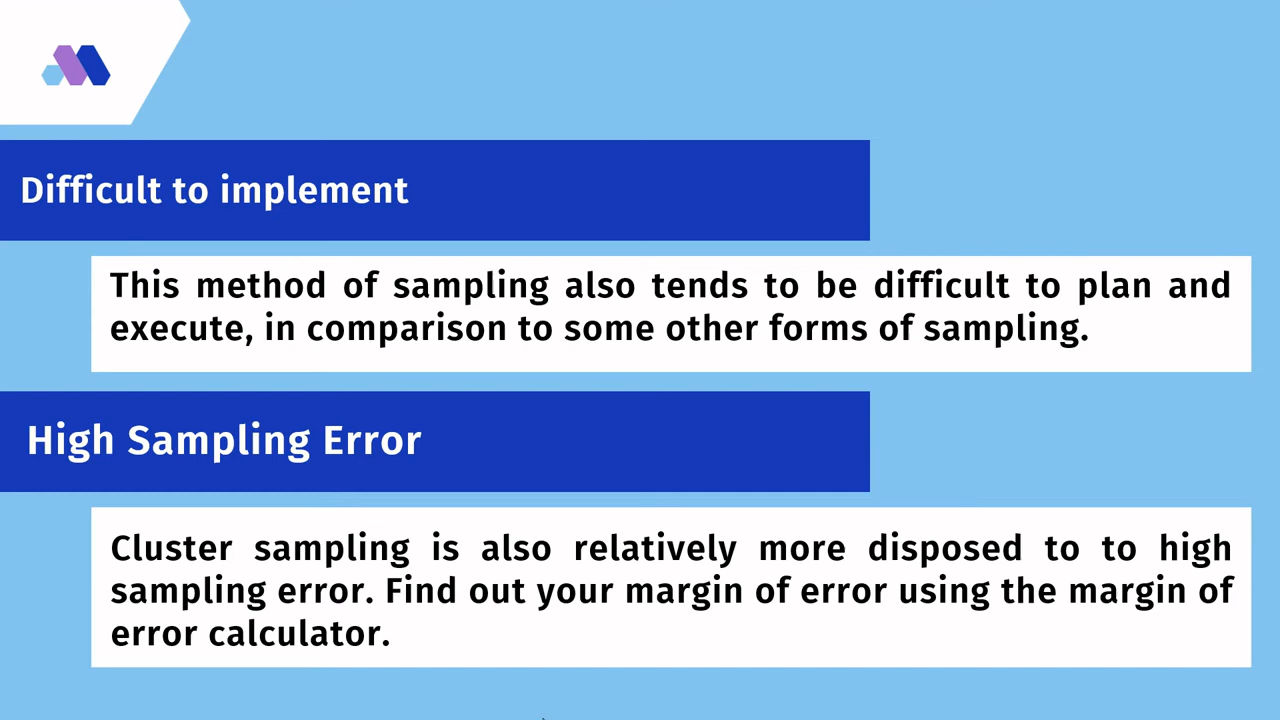 Difficult to implement
This method of sampling also tends to be difficult to plan and
execute, in comparison to some other forms of sampling.
High Sampling Error
Cluster sampling is also relatively more disposed to to high
sampling error. Find out your margin of error using the margin of
error calculator.